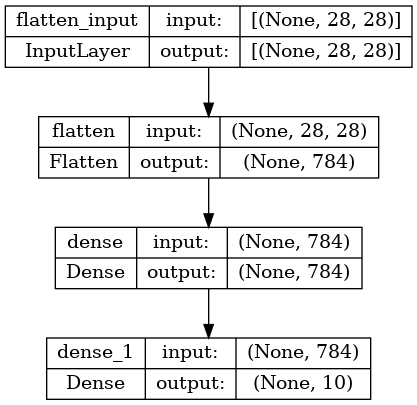 flatten_input input: [(None, 28, 28)]
InputLayer output: [(None, 28, 28)]
flatten input: (None, 28, 28)
Flatten output: (None, 784)
dense input: (None, 784)
Dense output: (None, 784)
dense_1 input: (None, 784)
Dense output: (None, 10)